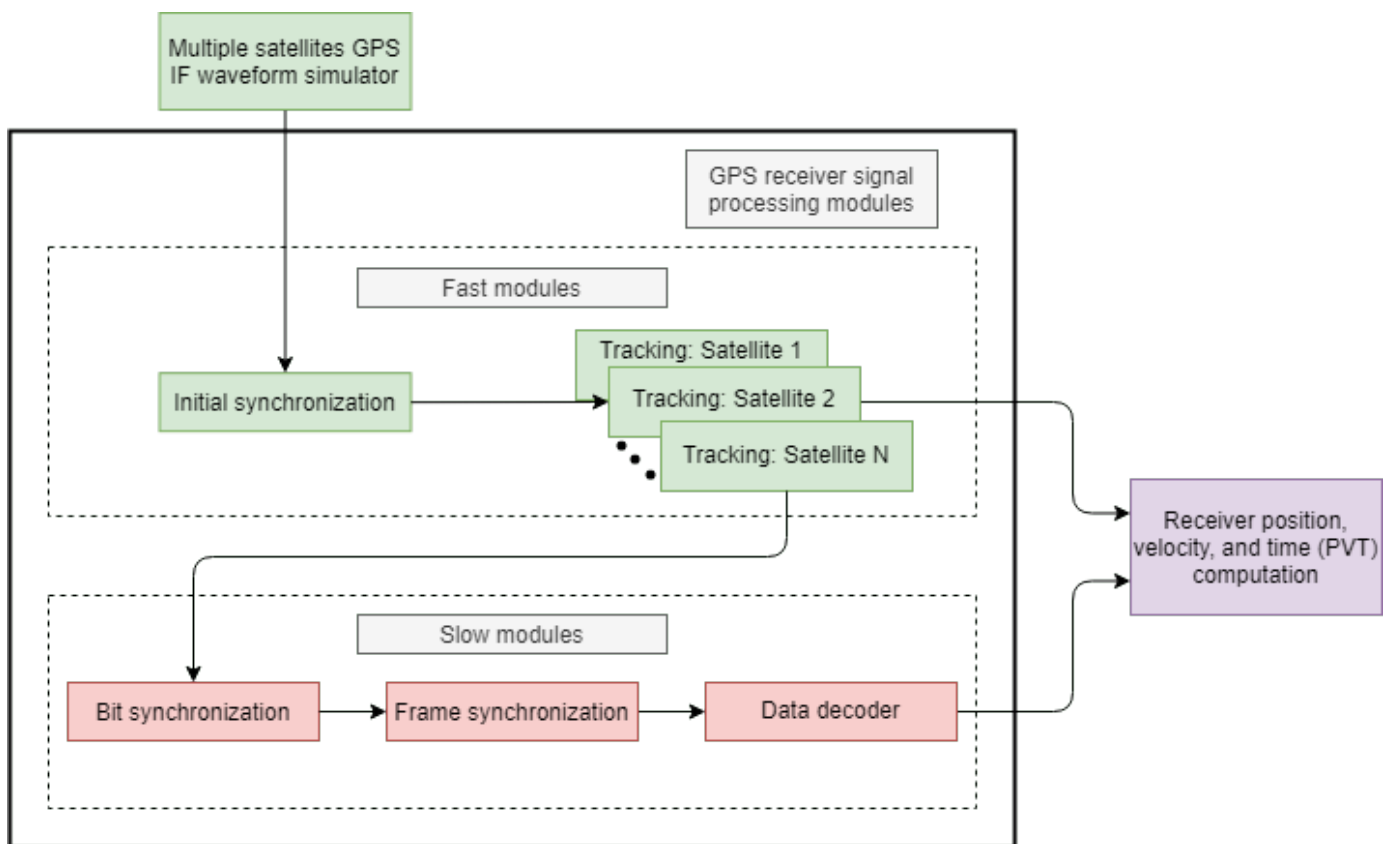 Multiple satellites GPS
IF waveform simulator
GPS receiver signal
processing modules
Fast modules
Initial synchronization
Tracking: Satellite 1
Tracking: Satellite 2
Tracking: Satellite N
Receiver position,
velocity, and time (PVT)
computation
Slow modules
Bit synchronization
Frame synchronization
Data decoder